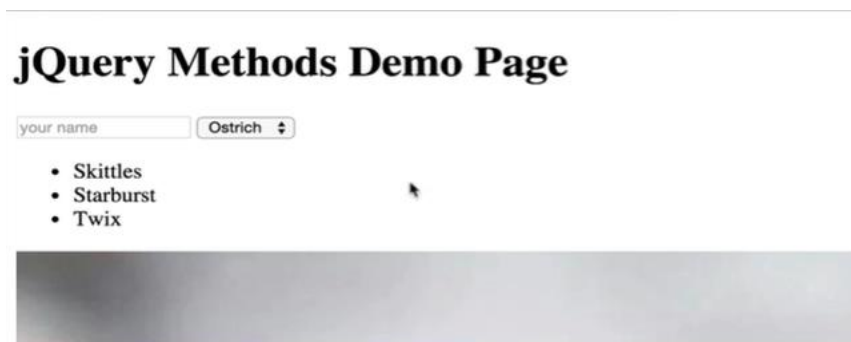 jQuery Methods Demo Page
your name Ostrich
Skittles
Starburst
Twix